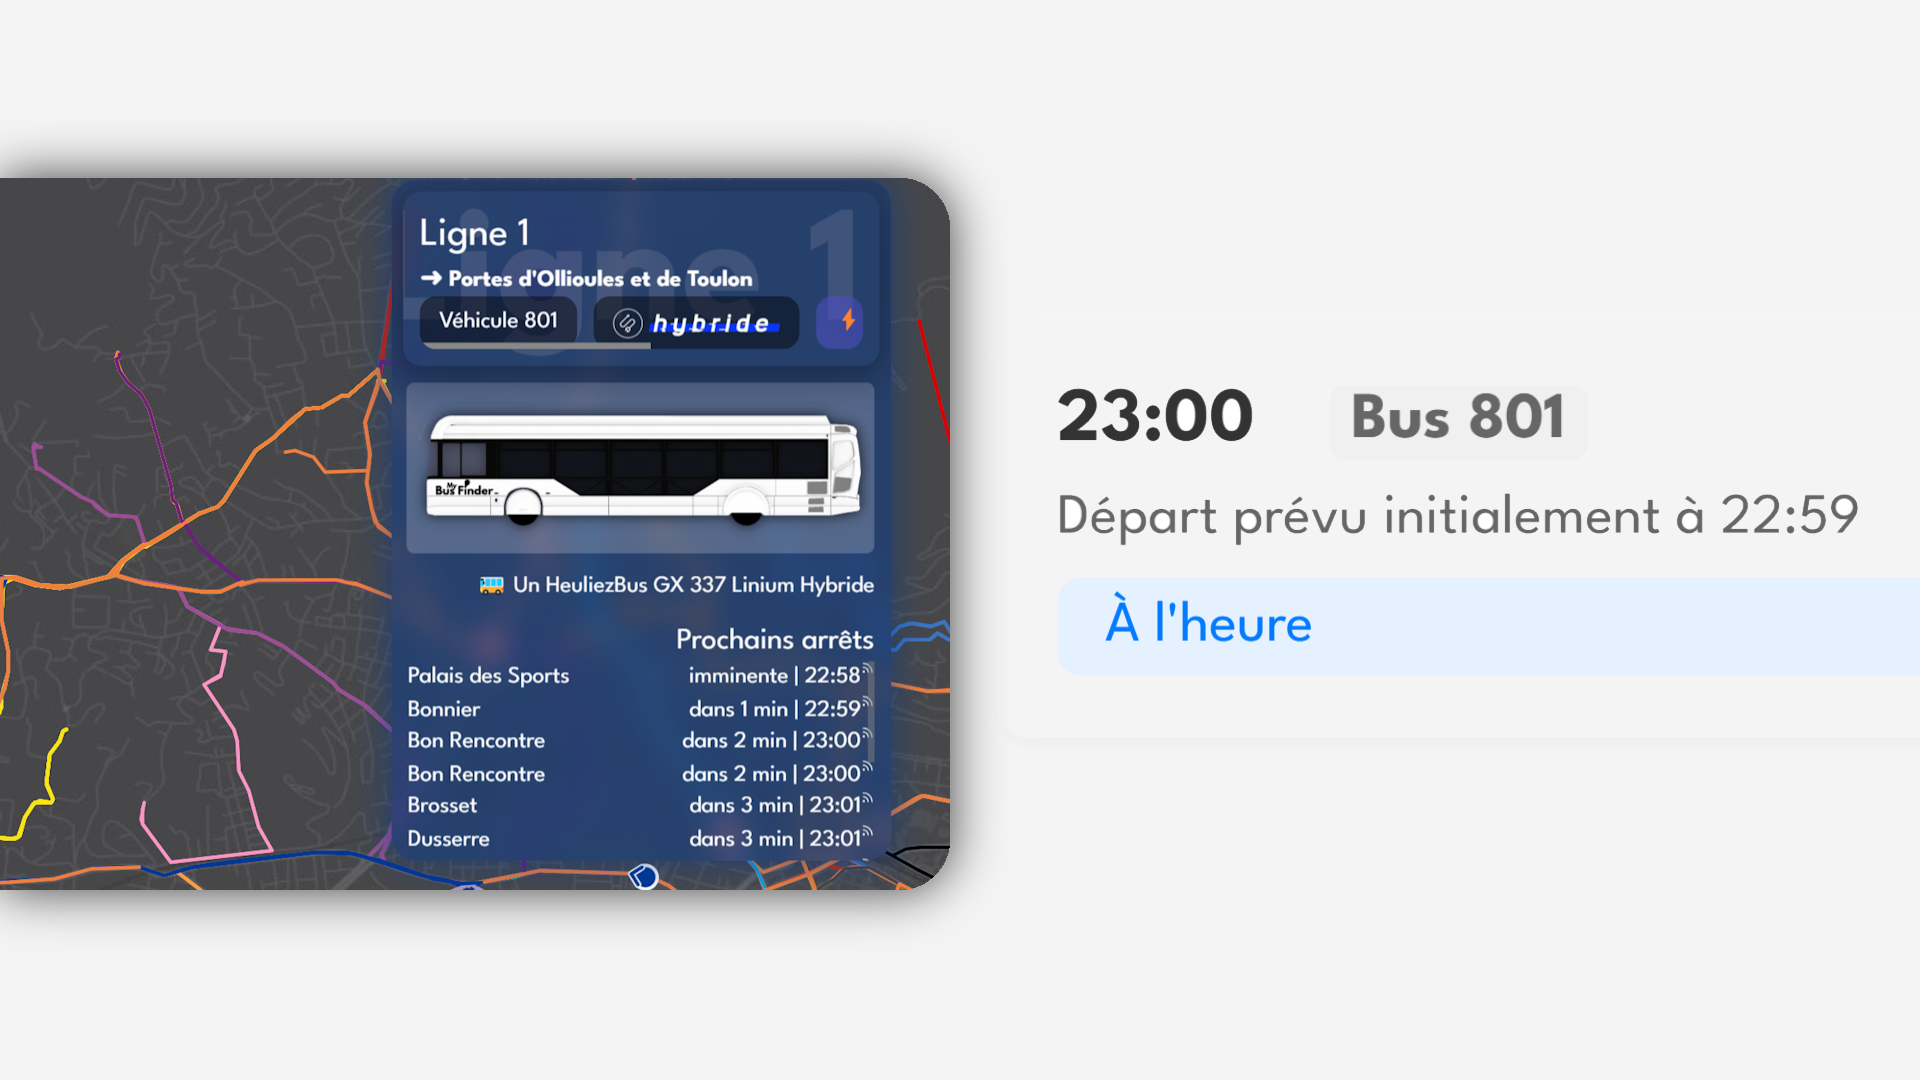 Ligne 1
Ligne 1
➜ Portes d'Ollioules et de Toulon
Véhicule 801
hybride
My
Bus Finder
Un HeuliezBus GX 337 Linium Hybride
Prochains arrêts
Palais des Sports imminente | 22:58
Bonnier dans 1 min | 22:59
Bon Rencontre dans 2 min | 23:00
Bon Rencontre dans 2 min | 23:00
Brosset dans 3 min | 23:01
Dusserre dans 3 min | 23:01
23:00 Bus 801
Départ prévu initialement à 22:59
À l'heure